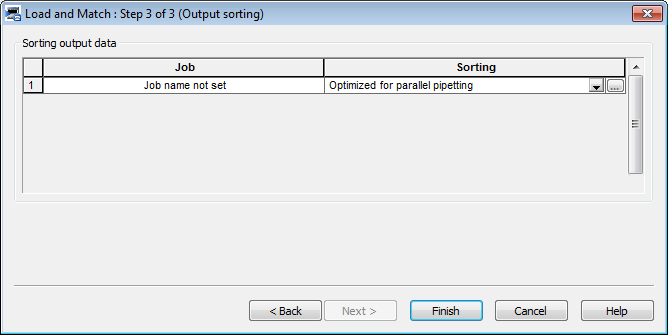 Load and Match : Step 3 of 3 (Output sorting)
Sorting output data
Job Sorting
1 Job name not set Optimized for parallel pipetting ...
< Back Next > Finish Cancel Help